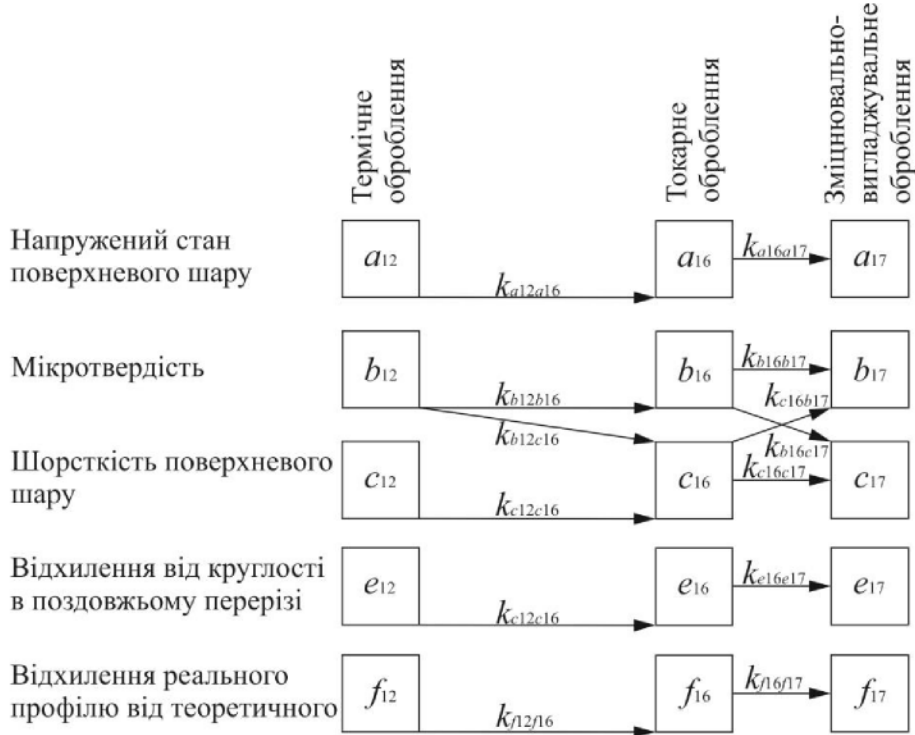 Термічне
оброблення
Токарне
оброблення
Зміцнювально-
вигладжувальне
оброблення
Напружений стан
поверхневого шару
a12
ka12a16
a16
ka16a17
a17
Мікротвердість
b12
kb12b16
kb12c16
b16
kb16b17
kc16b17
b17
Шорсткість поверхневого
шару
c12
kc12c16
c16
kb16c17
kc16c17
c17
Відхилення від круглості
в поздовжьому перерізі
e12
kc12c16
e16
ke16e17
e17
Відхилення реального
профілю від теоретичного
f12
kf12f16
f16
kf16f17
f17